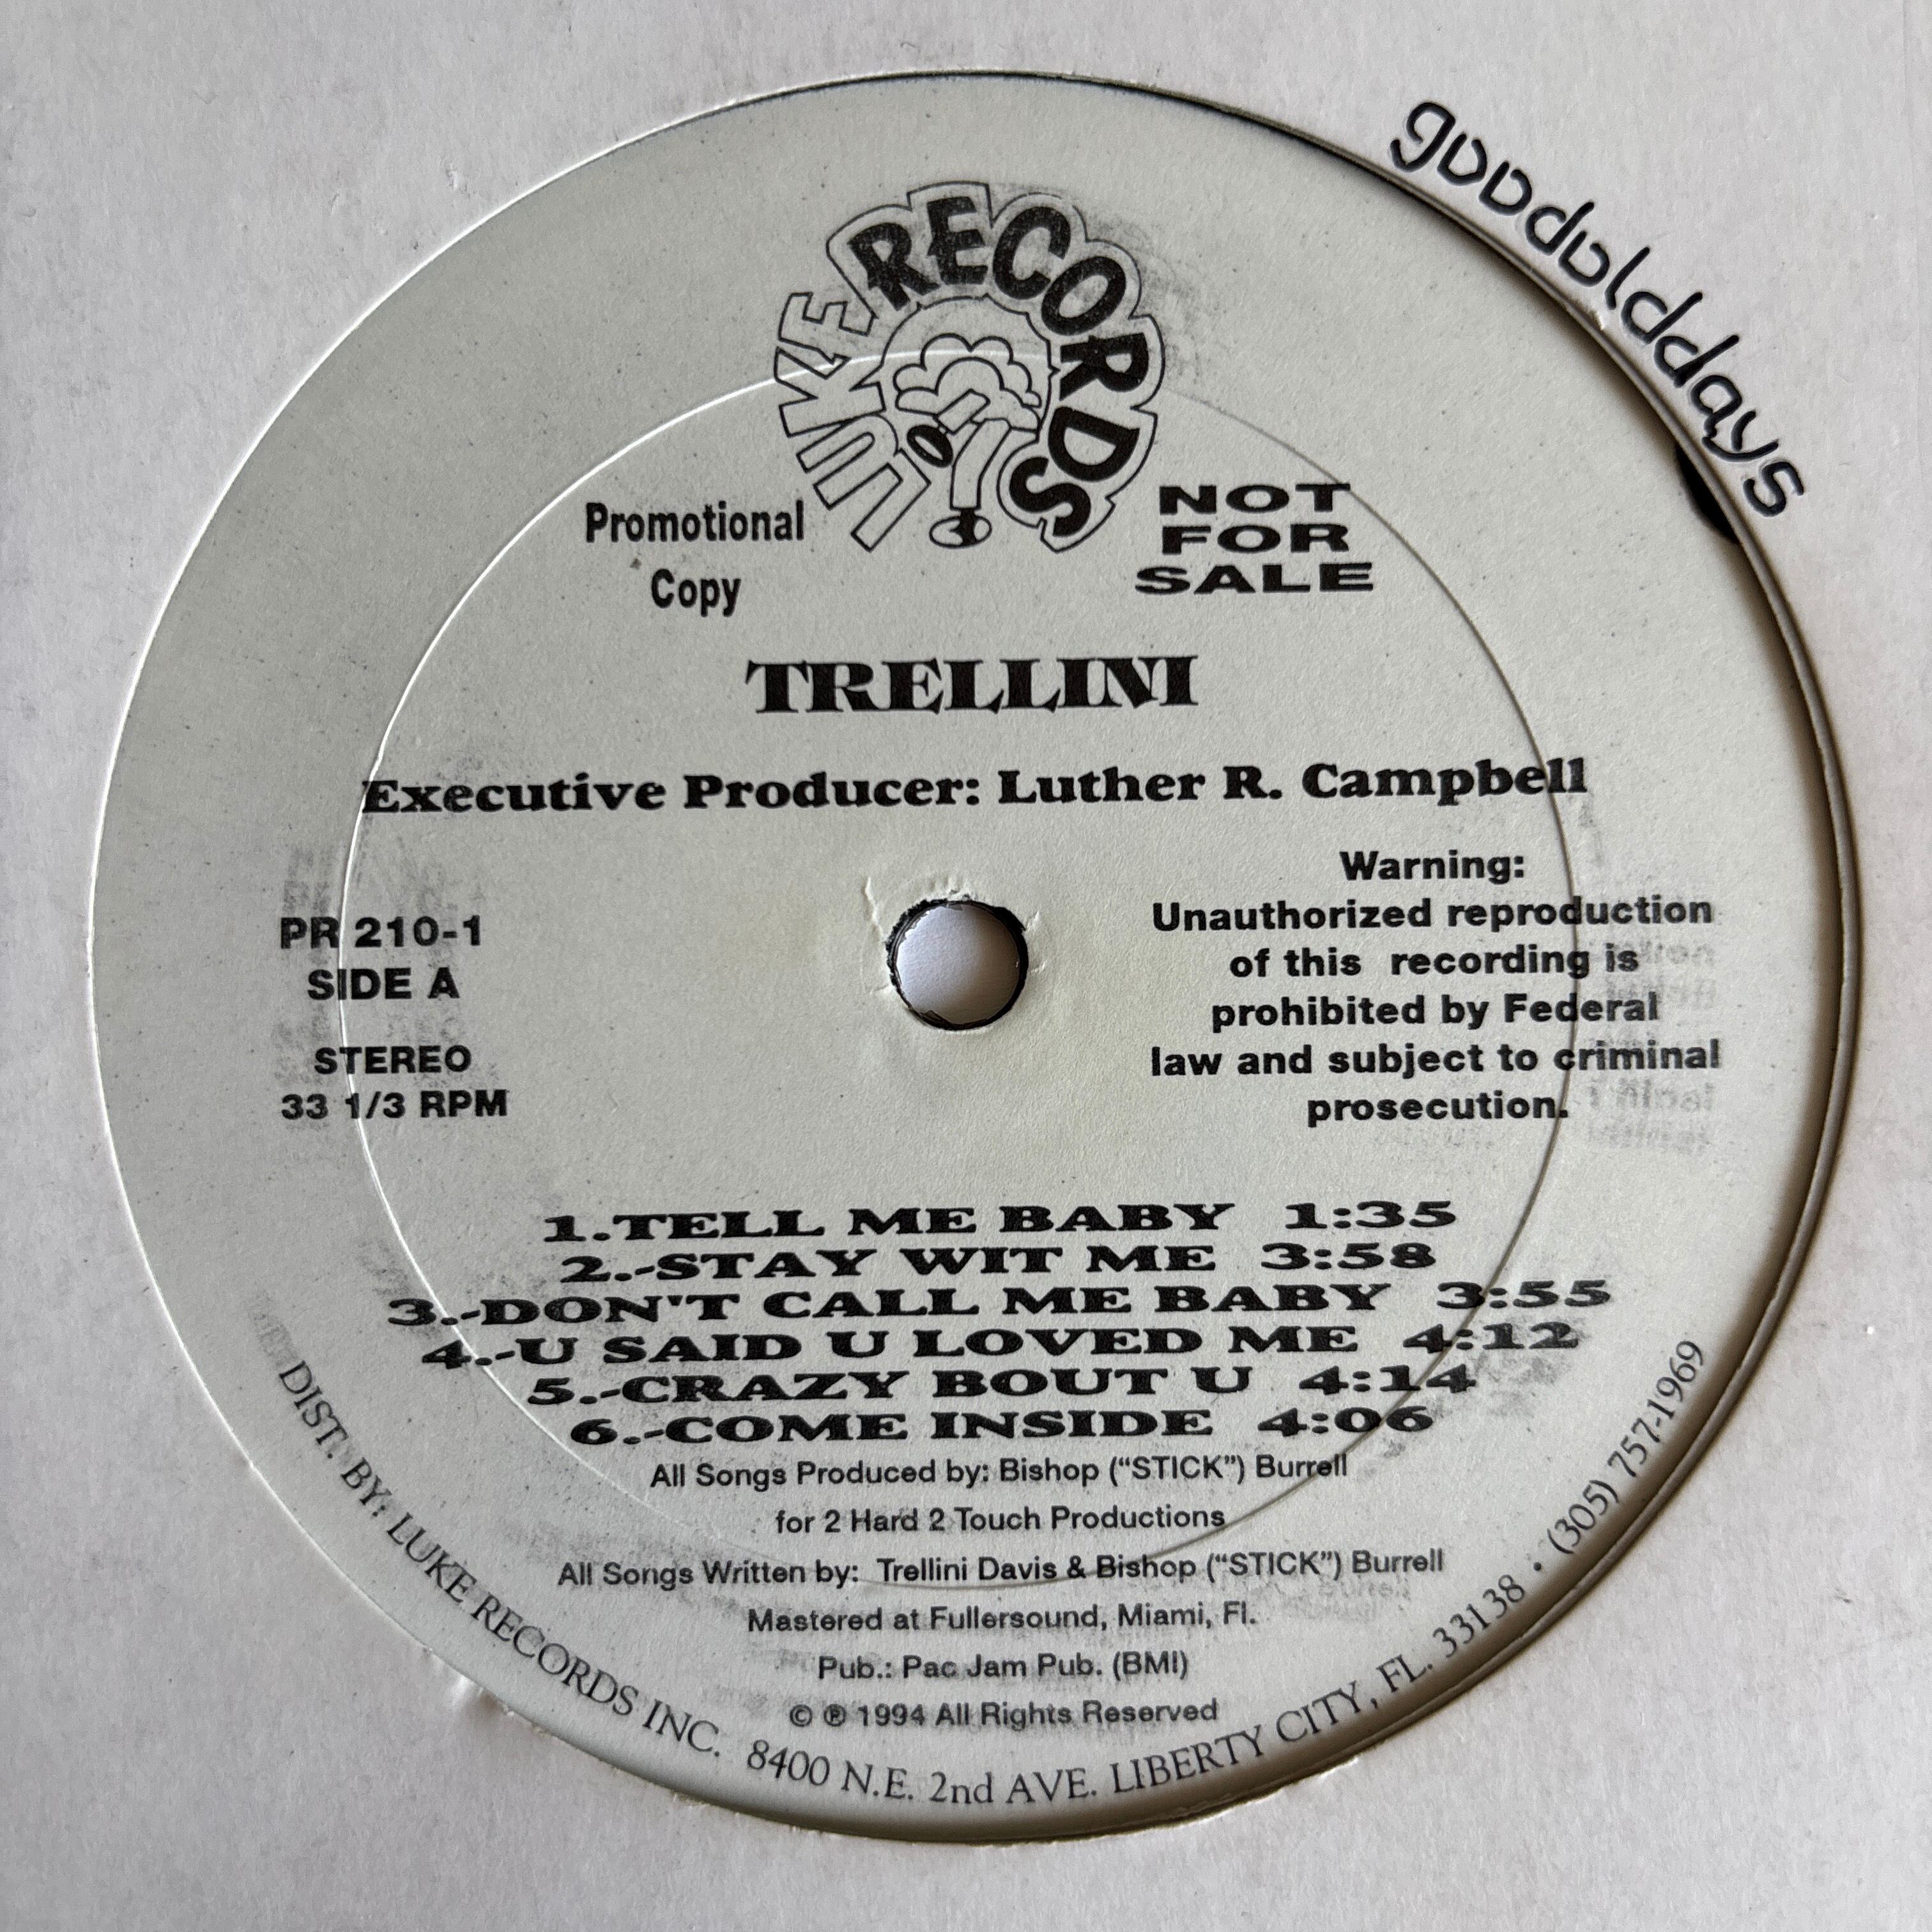 goodolddays
LUKE RECORDS
Promotional
Copy
NOT
FOR
SALE
TRELLINI
Executive Producer: Luther R. Campbell
PR 210-1
SIDE A
STEREO
33 1/3 RPM
Warning:
Unauthorized reproduction
of this recording is
prohibited by Federal
law and subject to criminal
prosecution.
1.TELL ME BABY 1:35
2.-STAY WIT ME 3:58
3.-DON'T CALL ME BABY 3:55
4.-U SAID U LOVED ME 4:12
5.-CRAZY BOUT U 4:14
6.-COME INSIDE 4:06
All Songs Produced by: Bishop (“STICK”) Burrell
for 2 Hard 2 Touch Productions
All Songs Written by: Trellini Davis & Bishop (“STICK”) Burrell
Mastered at Fullersound, Miami, Fl.
Pub.: Pac Jam Pub. (BMI)
© ℗ 1994 All Rights Reserved
DIST. BY: LUKE RECORDS INC. 8400 N.E. 2nd AVE. LIBERTY CITY, FL. 33138 • (305) 757-1969